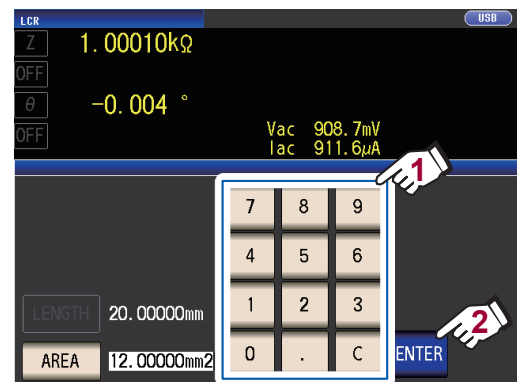 LCR USB
Z 1.00010kΩ
OFF
θ -0.004 °
OFF
Vac 908.7mV
Iac 911.6μA
1
7 8 9
4 5 6
LENGTH 20.00000mm 1 2 3
2
AREA 12.00000mm2 0 . C ENTER